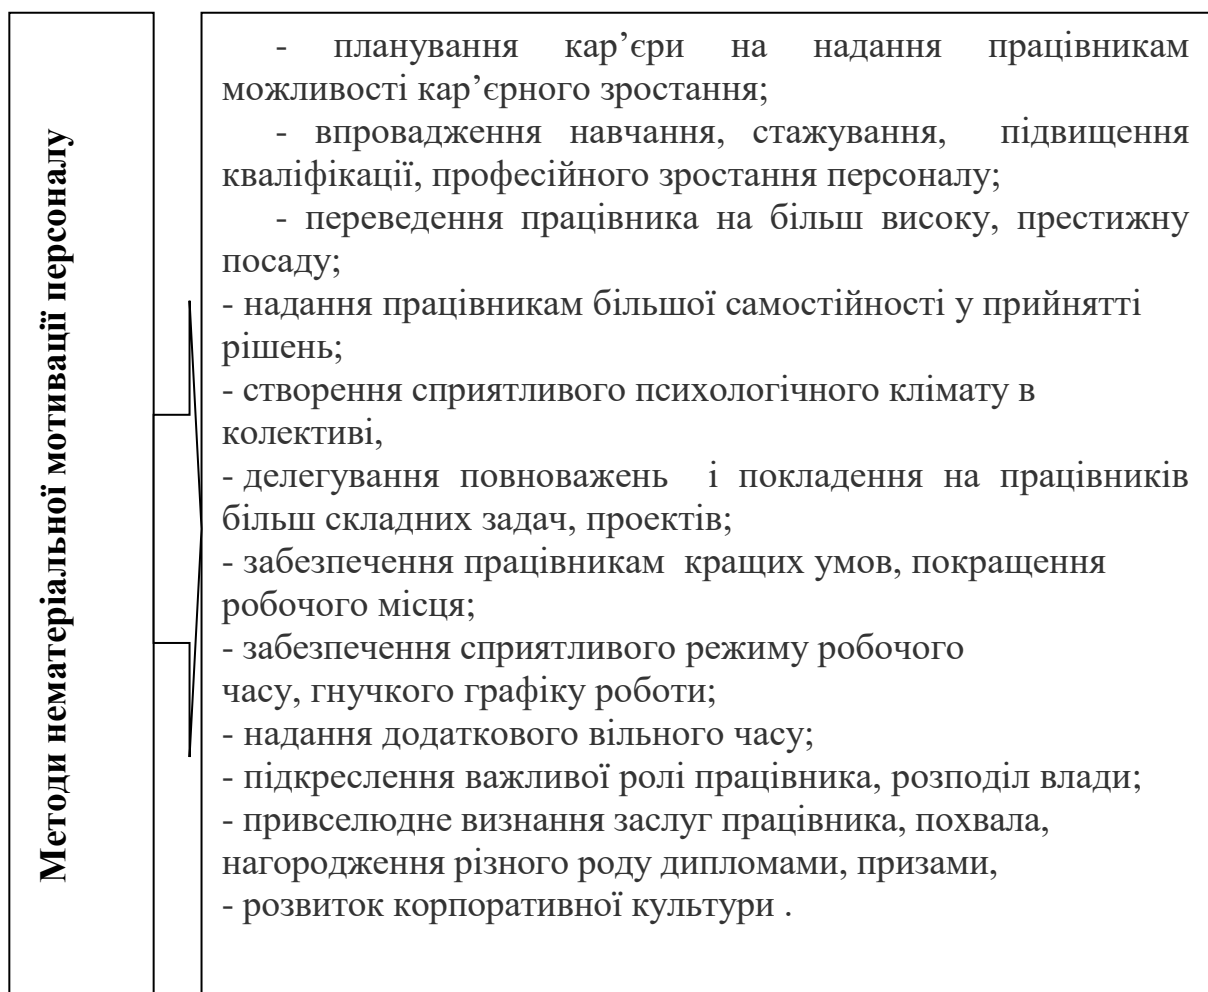 Методи нематеріальної мотивації персоналу
- планування кар’єри на надання працівникам
можливості кар’єрного зростання;
- впровадження навчання, стажування, підвищення
кваліфікації, професійного зростання персоналу;
- переведення працівника на більш високу, престижну
посаду;
- надання працівникам більшої самостійності у прийнятті
рішень;
- створення сприятливого психологічного клімату в
колективі,
- делегування повноважень і покладення на працівників
більш складних задач, проектів;
- забезпечення працівникам кращих умов, покращення
робочого місця;
- забезпечення сприятливого режиму робочого
часу, гнучкого графіку роботи;
- надання додаткового вільного часу;
- підкреслення важливої ролі працівника, розподіл влади;
- привселюдне визнання заслуг працівника, похвала,
нагородження різного роду дипломами, призами,
- розвиток корпоративної культури .